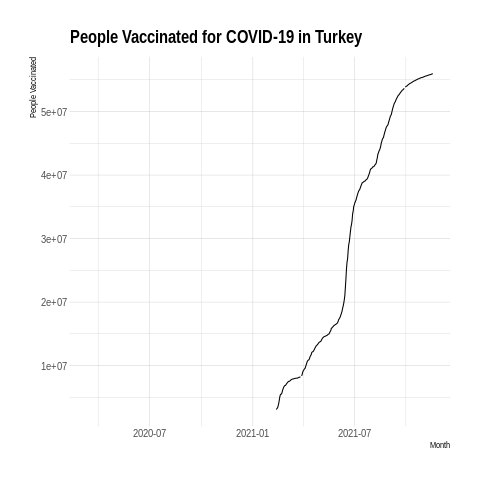 People Vaccinated for COVID-19 in Turkey
People Vaccinated
5e+07
4e+07
3e+07
2e+07
1e+07
2020-07 2021-01 2021-07
Month